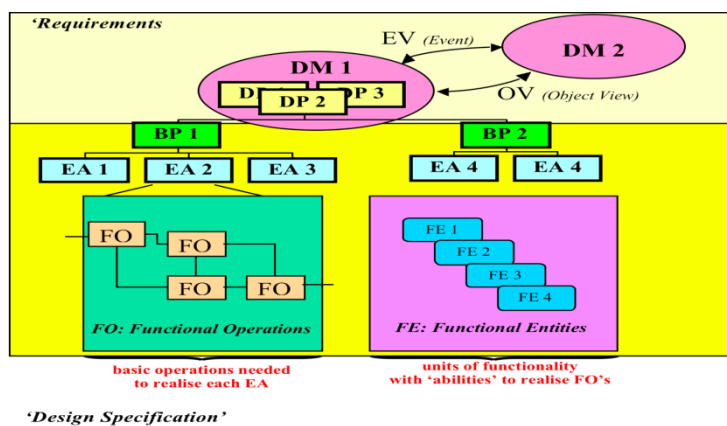 ‘Requirements
EV (Event)
DM 2
DM 1
OV (Object View)
DP 3
DP 2
BP 1
BP 2
EA 1
EA 2
EA 3
EA 4
EA 4
FO
FO
FO
FO
FE 1
FE 2
FE 3
FE 4
FO: Functional Operations
FE: Functional Entities
basic operations needed
to realise each EA
units of functionality
with ‘abilities’ to realise FO’s
‘Design Specification’